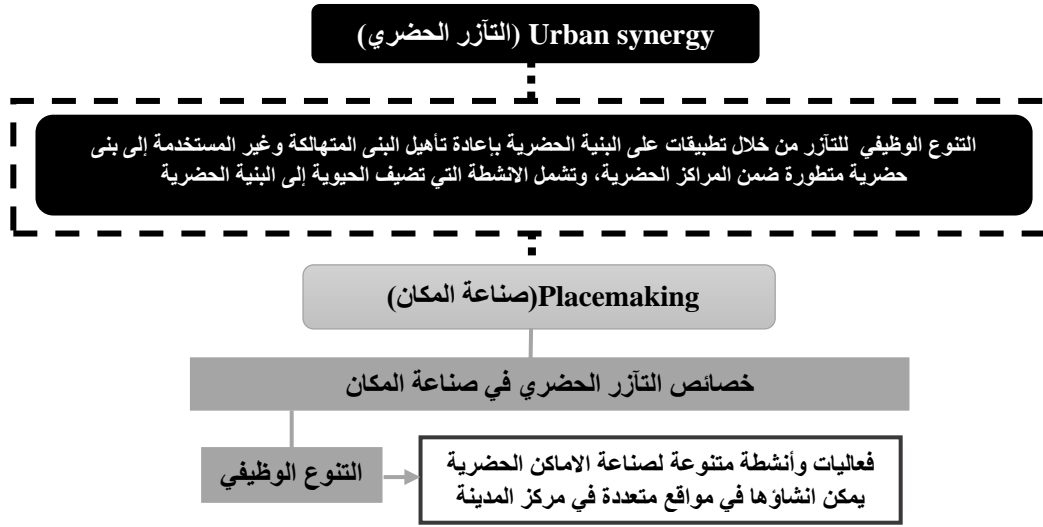 Urban synergy (التآزر الحضري)
التنوع الوظيفي للتآزر من خلال تطبيقات على البنية الحضرية بإعادة تأهيل البنى المتهالكة وغير المستخدمة إلى بنى
حضرية متطورة ضمن المراكز الحضرية، وتشمل الانشطة التي تضيف الحيوية إلى البنية الحضرية
Placemaking(صناعة المكان)
خصائص التآزر الحضري في صناعة المكان
التنوع الوظيفي
فعاليات وأنشطة متنوعة لصناعة الاماكن الحضرية
يمكن انشاؤها في مواقع متعددة في مركز المدينة